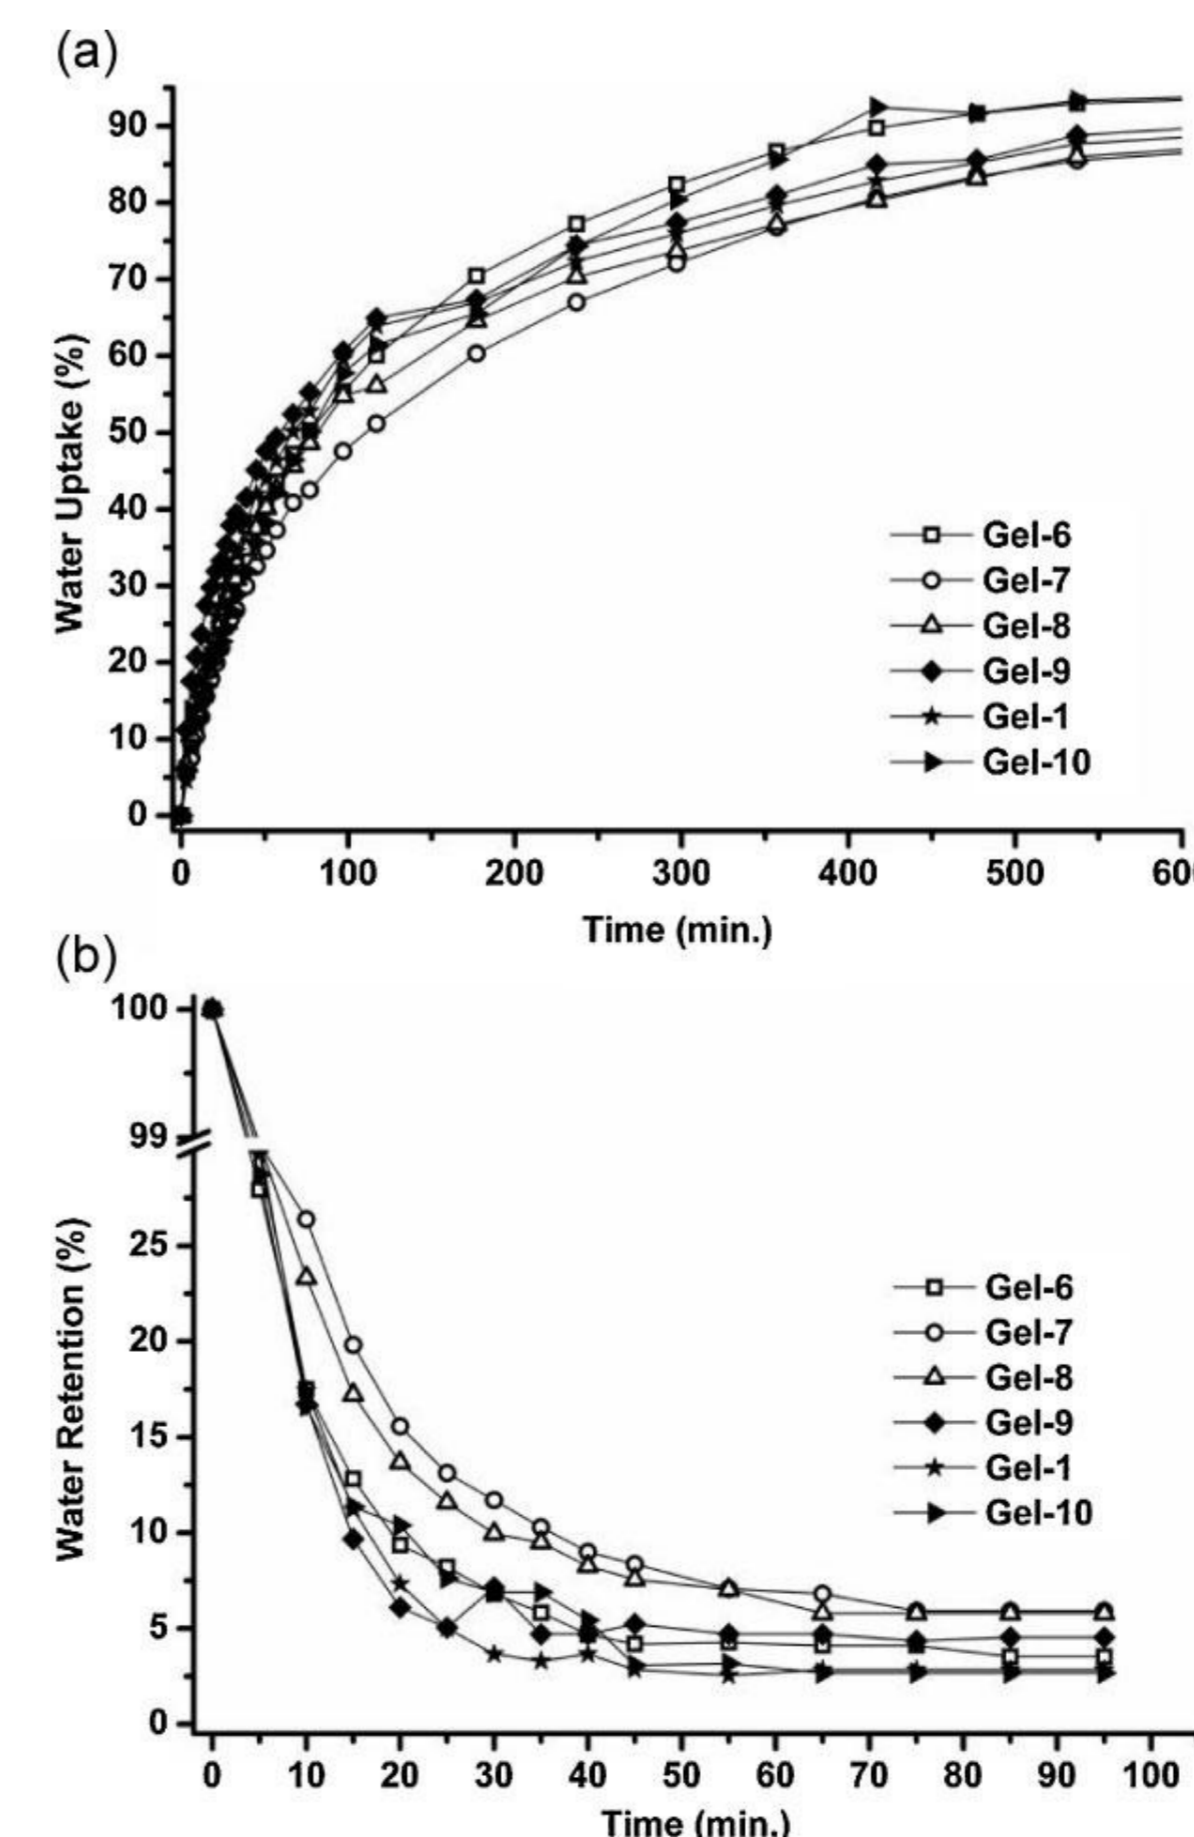 (a)
90
80
70
60
50
40
30
20
10
0
Water Uptake (%)
Gel-6
Gel-7
Gel-8
Gel-9
Gel-1
Gel-10
0 100 200 300 400 500 60
Time (min.)
(b)
100
99
25
20
15
10
5
0
Water Retention (%)
Gel-6
Gel-7
Gel-8
Gel-9
Gel-1
Gel-10
0 10 20 30 40 50 60 70 80 90 100
Time (min.)